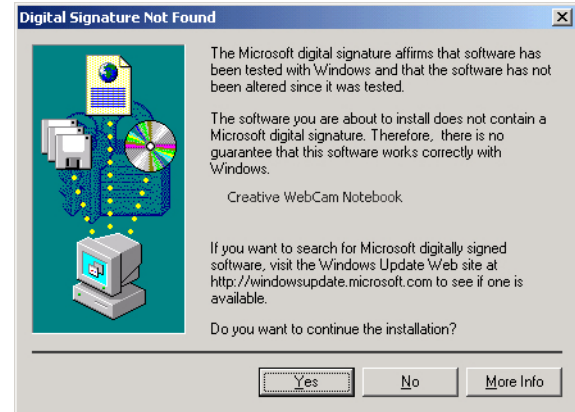 Digital Signature Not Found
The Microsoft digital signature affirms that software has
been tested with Windows and that the software has not
been altered since it was tested.
The software you are about to install does not contain a
Microsoft digital signature. Therefore, there is no
guarantee that this software works correctly with
Windows.
Creative WebCam Notebook
If you want to search for Microsoft digitally signed
software, visit the Windows Update Web site at
http://windowsupdate.microsoft.com to see if one is
available.
Do you want to continue the installation?
Yes No More Info